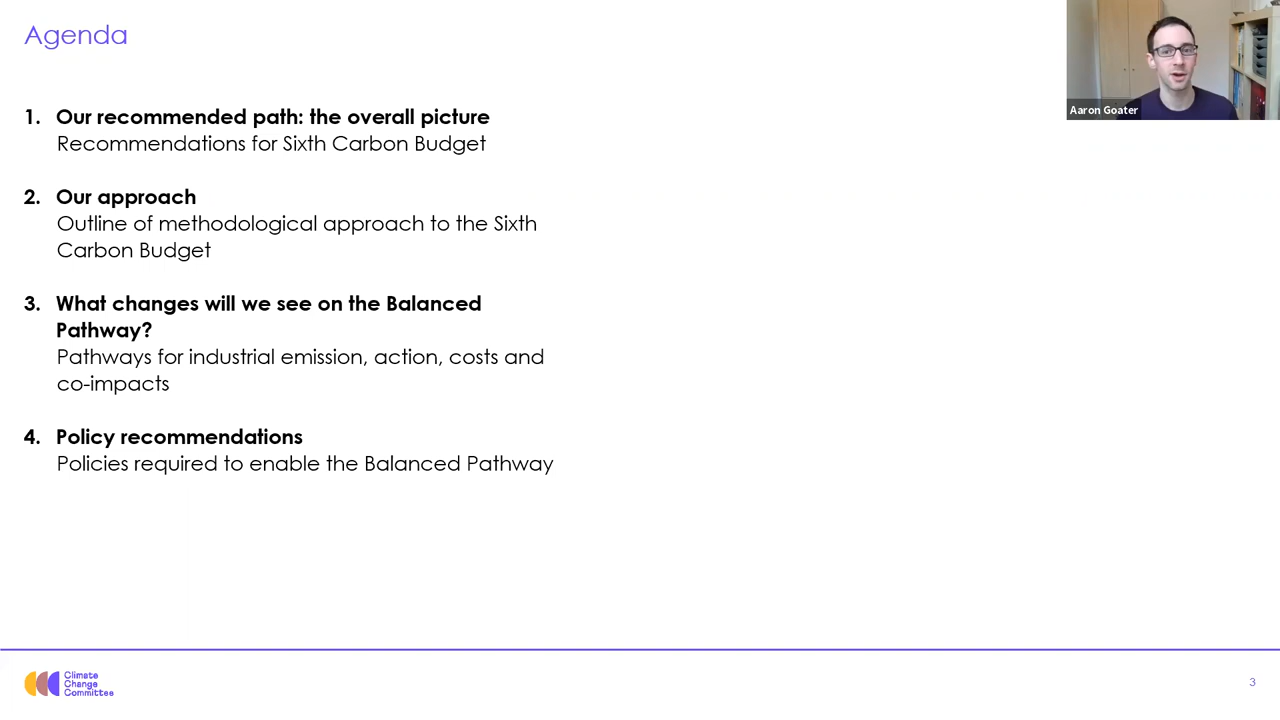 Agenda
Aaron Goater
1. Our recommended path: the overall picture
Recommendations for Sixth Carbon Budget
2. Our approach
Outline of methodological approach to the Sixth
Carbon Budget
3. What changes will we see on the Balanced
Pathway?
Pathways for industrial emission, action, costs and
co-impacts
4. Policy recommendations
Policies required to enable the Balanced Pathway
Climate
Change
Committee
3